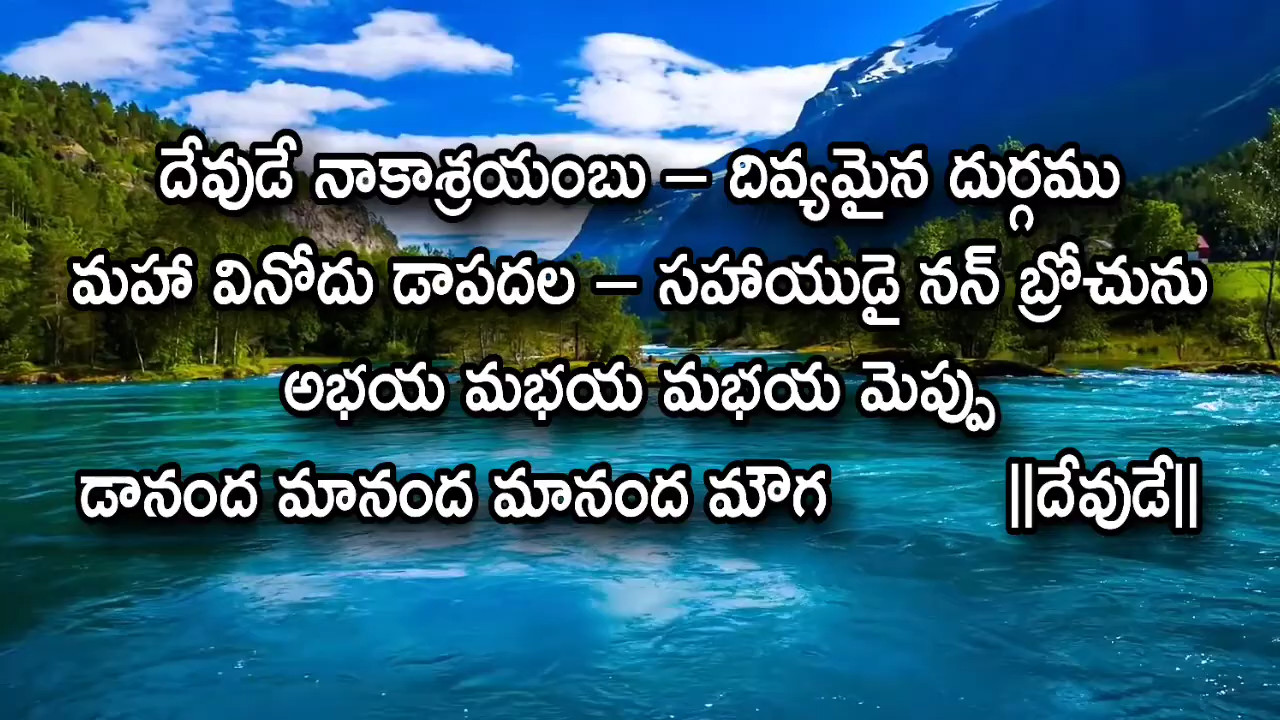 దేవుడే నాకాశ్రయంబు – దివ్యమైన దుర్గము
మహా వినోదు డాపదల – సహాయుడై నన్ బ్రోచును
అభయ మభయ మభయ మెప్పు
డానంద మానంద మానంద మౌగ ||దేవుడే||